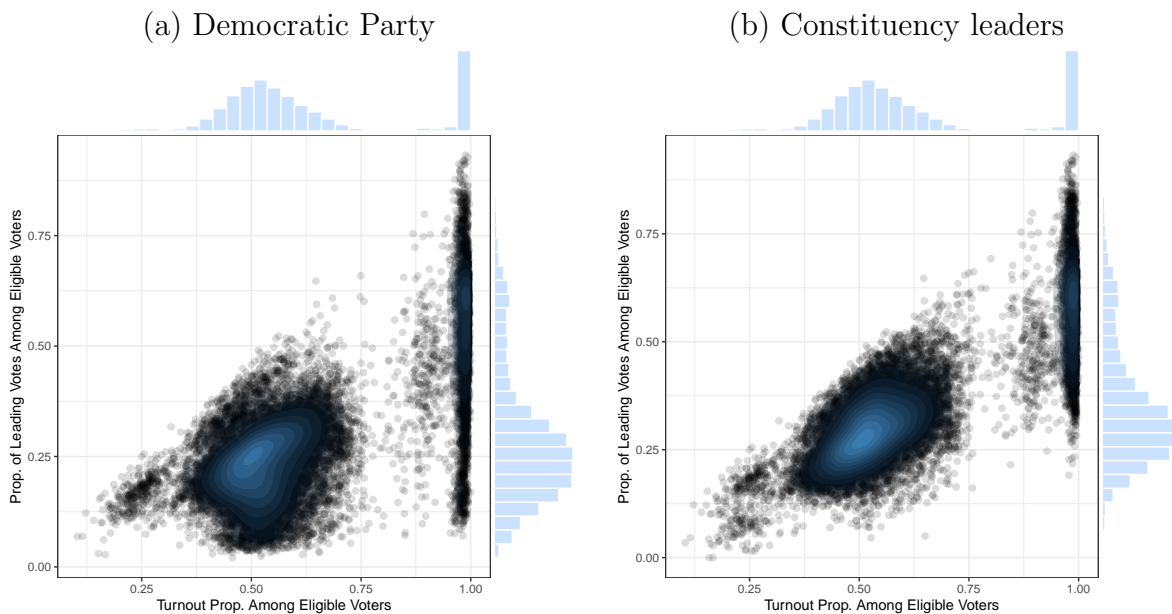 (a) Democratic Party
Prop. of Leading Votes Among Eligible Voters
0.75
0.50
0.25
0.00
0.25
0.50
0.75
1.00
Turnout Prop. Among Eligible Voters
(b) Constituency leaders
Prop. of Leading Votes Among Eligible Voters
0.75
0.50
0.25
0.00
0.25
0.50
0.75
1.00
Turnout Prop. Among Eligible Voters